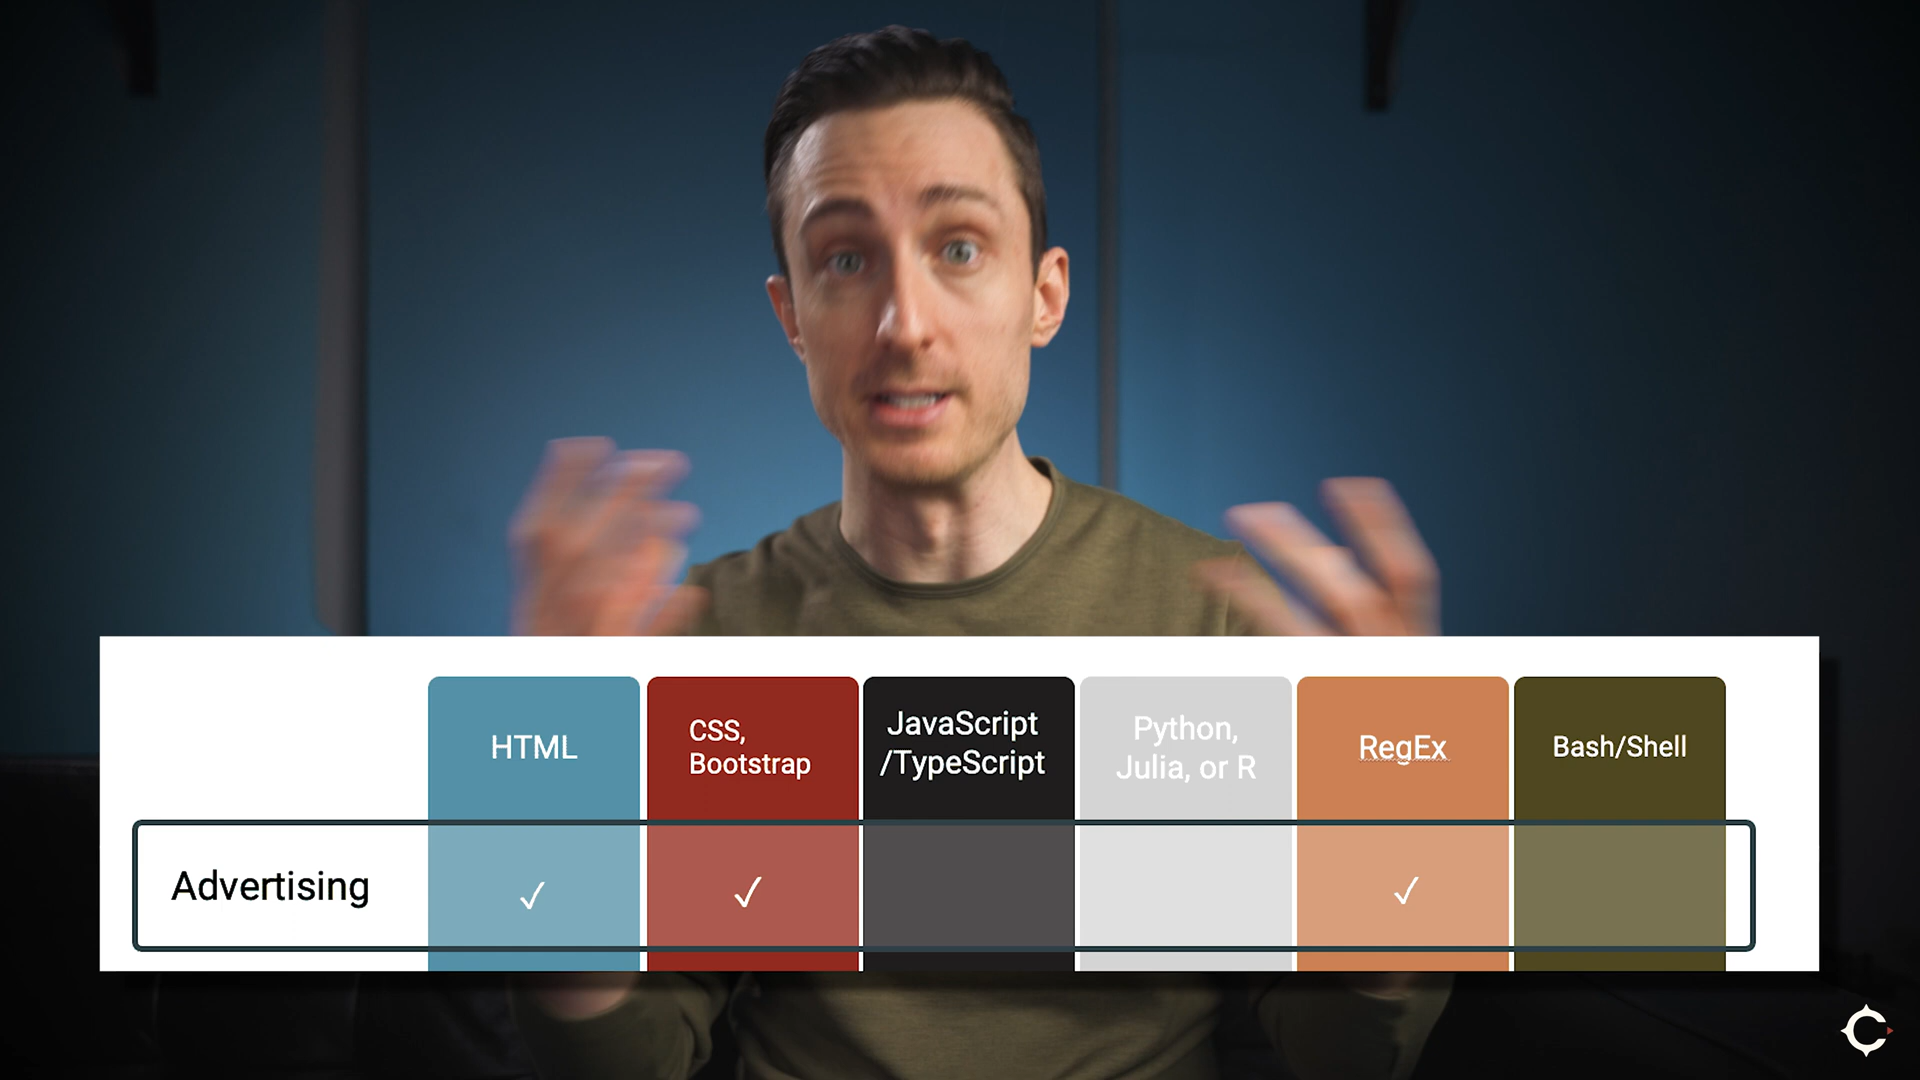 HTML
CSS,
Bootstrap
JavaScript
/TypeScript
Python,
Julia, or R
RegEx
Bash/Shell
Advertising ✓ ✓ ✓